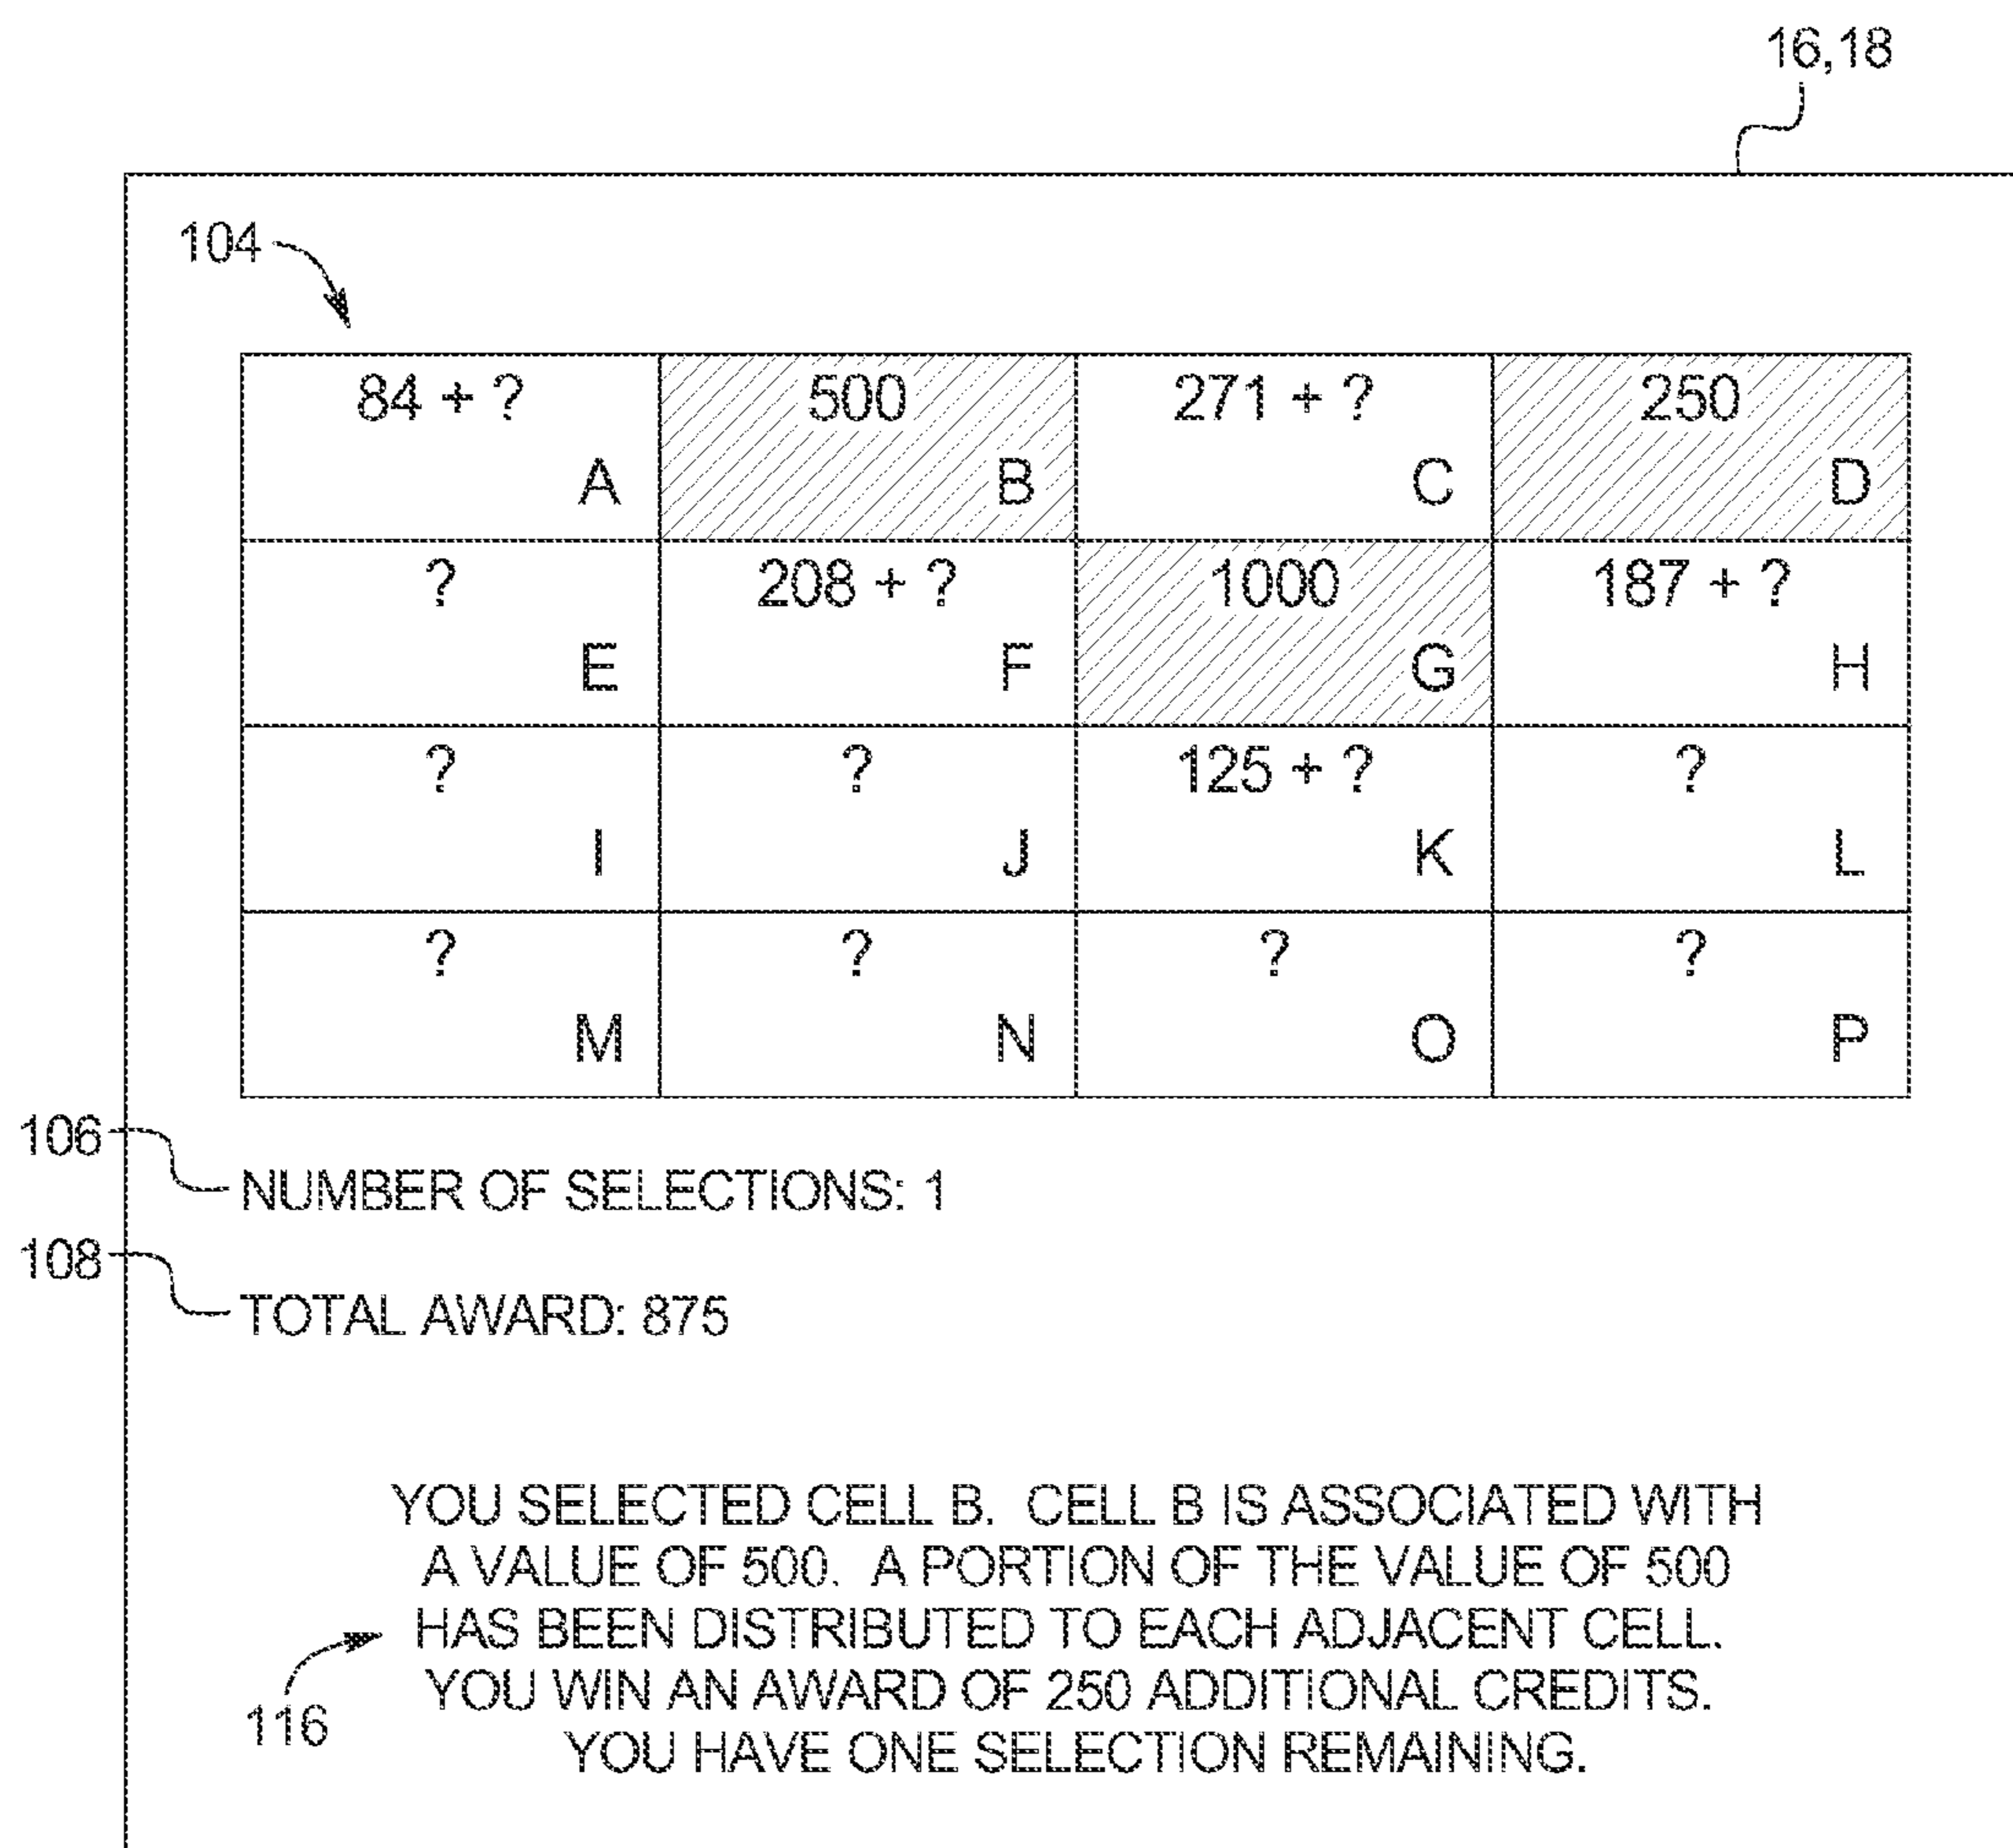 16,18
104
84 + ? 500 271 + ? 250
A B C D
? 208 + ? 1000 187 + ?
E F G H
? ? 125 + ? ?
I J K L
? ? ? ?
M N O P
106
NUMBER OF SELECTIONS: 1
108
TOTAL AWARD: 875
YOU SELECTED CELL B. CELL B IS ASSOCIATED WITH
A VALUE OF 500. A PORTION OF THE VALUE OF 500
HAS BEEN DISTRIBUTED TO EACH ADJACENT CELL.
YOU WIN AN AWARD OF 250 ADDITIONAL CREDITS.
116
YOU HAVE ONE SELECTION REMAINING.